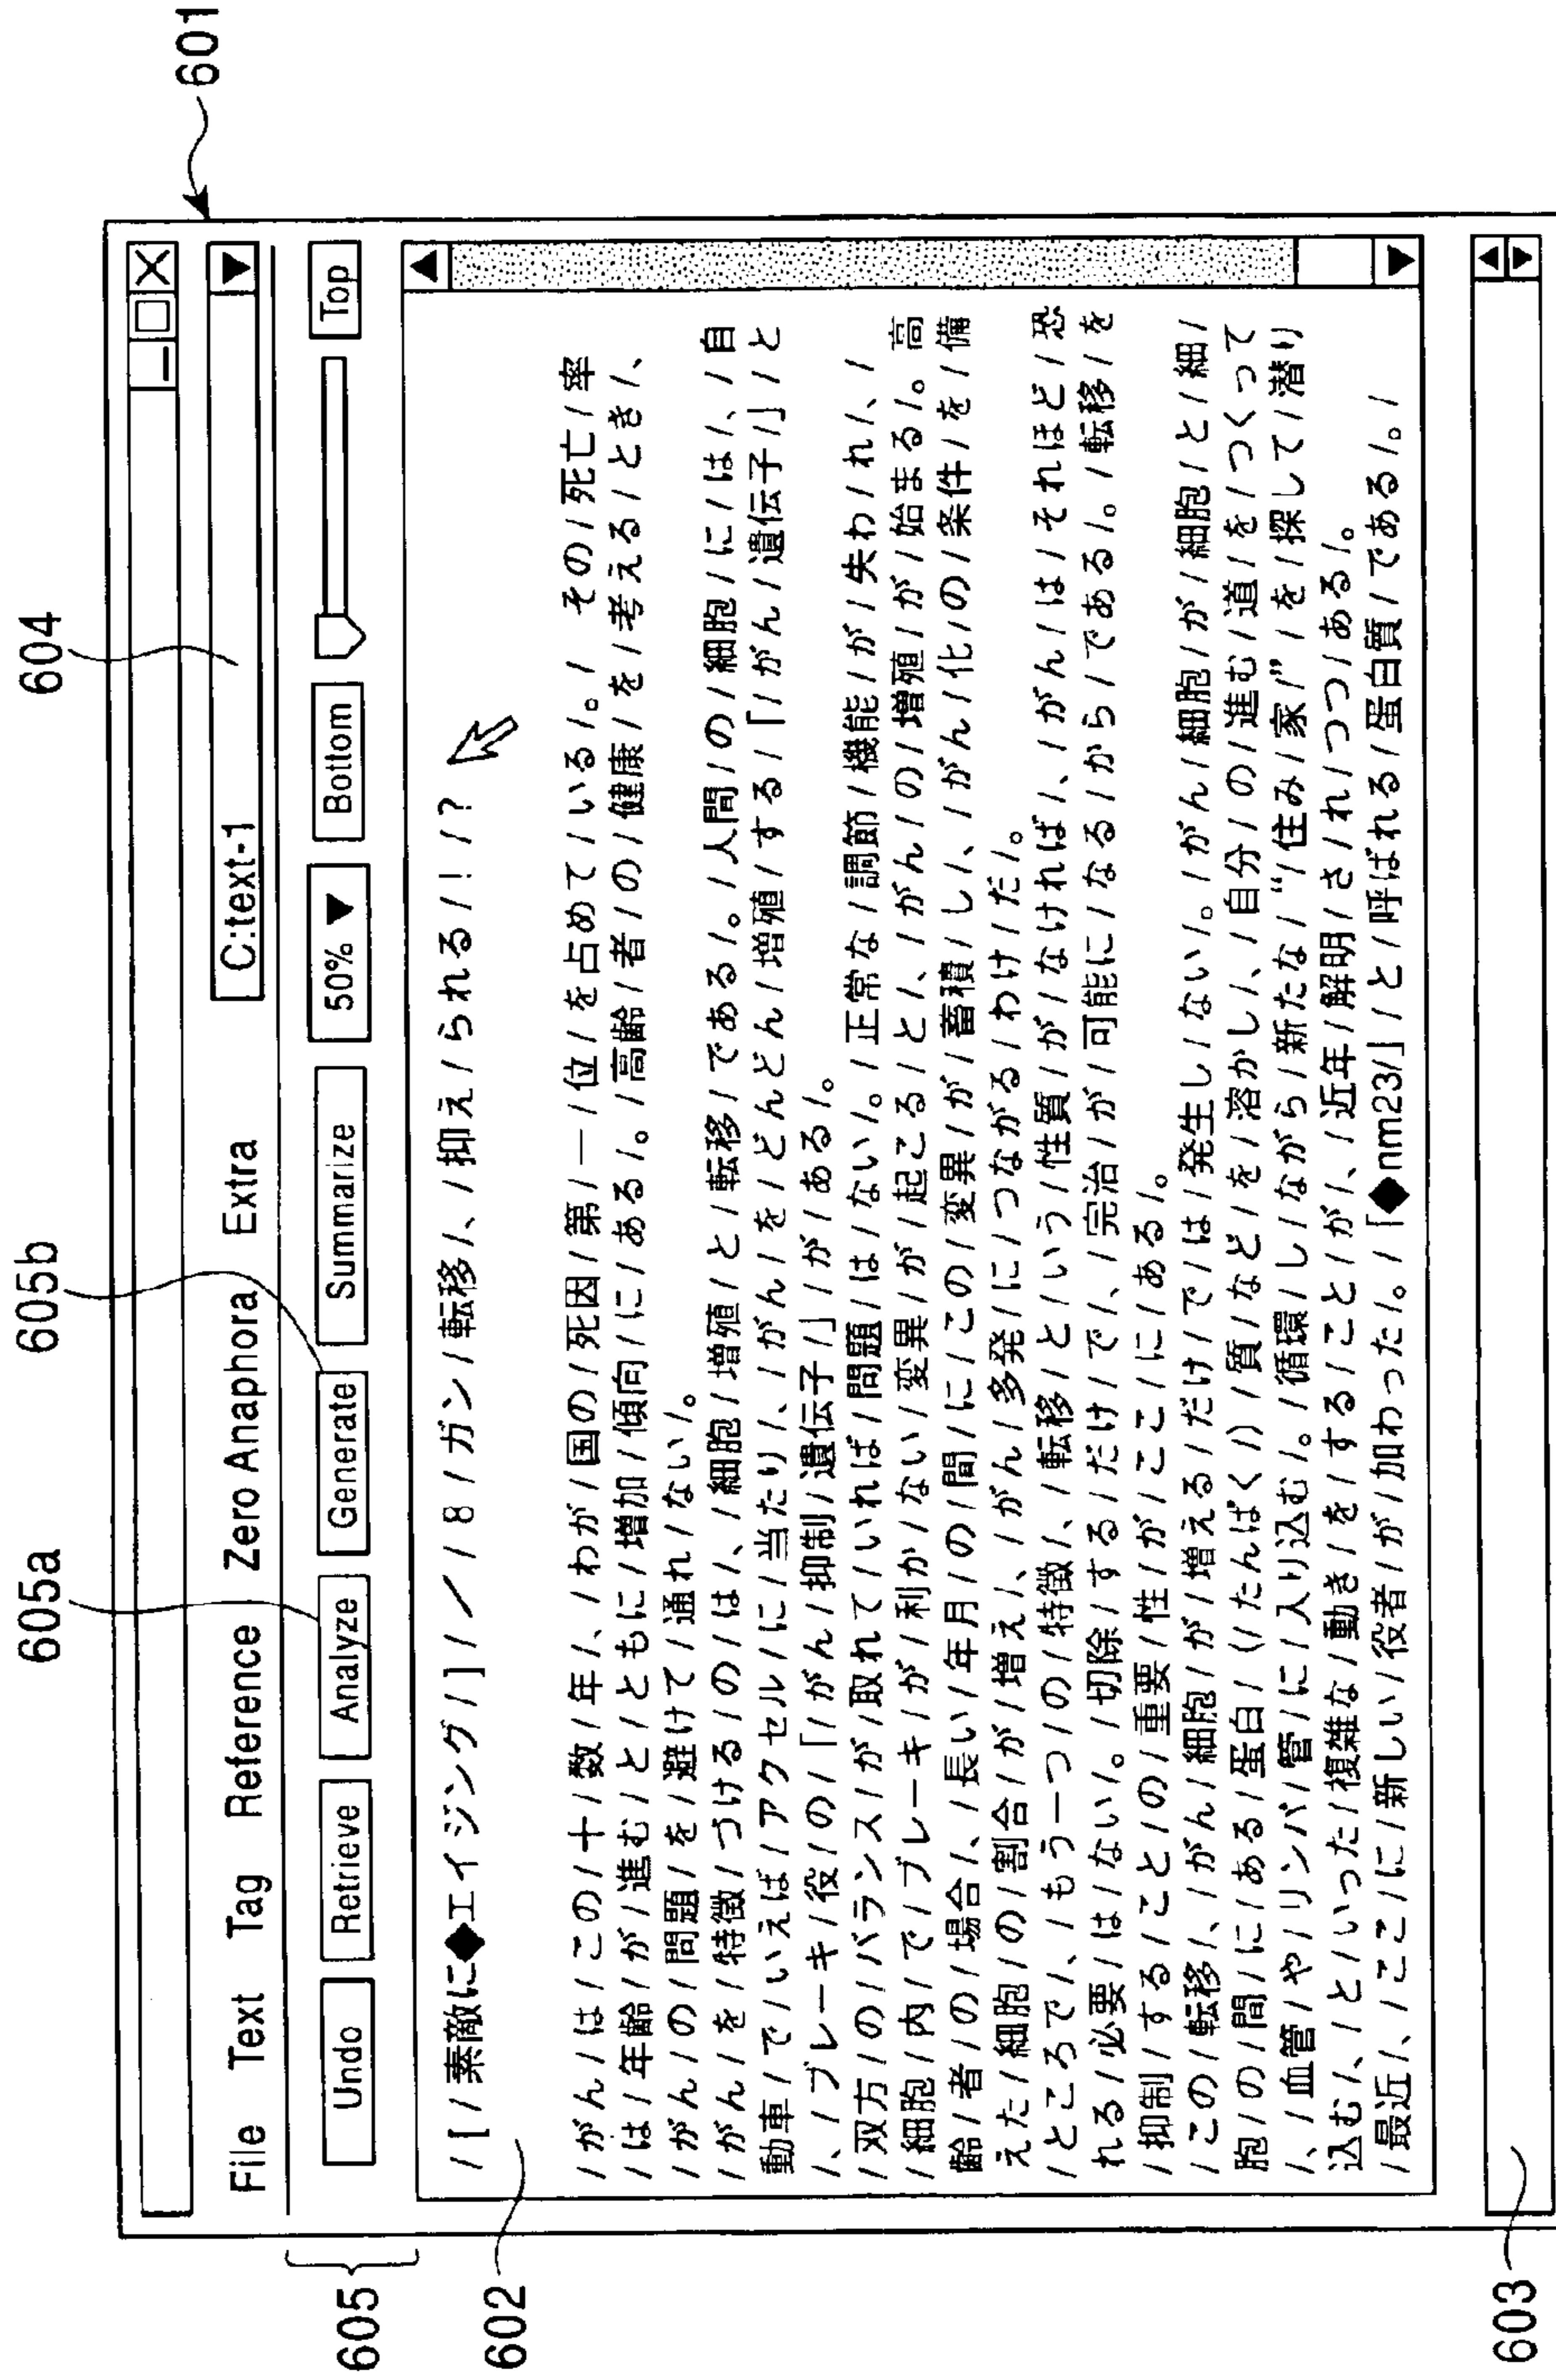 604
601
605a
605b
605
602
603
C:text-1
File Text Tag Reference Zero Anaphora Extra
Undo Retrieve Analyze Generate Summarize 50% ▼ Bottom Top
/ [ / 素敵に◆エイジング / ] / ／ / 8 / ガン / 転移 / 、 / 抑え / られる / ! / ?
/ がん / は / この / 十 / 数 / 年 / 、 / わが / 国の / 死因 / 第 / 一 / 位 / を占めて / いる / 。 / その / 死亡 / 率
/ は / 年齢 / が / 進む / と / ともに / 増加 / 傾向 / に / ある / 。 / 高齢 / 者 / の / 健康 / を / 考える / とき / 、
/ がん / の / 問題 / を / 避けて / 通れ / ない / 。
/ がん / を / 特徴 / づける / の / は / 、 / 細胞 / 増殖 / と / 転移 / である / 。 / 人間 / の / 細胞 / に / は / 、 / 自
動車 / で / いえば / アクセル / に / 当たり / 、 / がん / を / どんどん / 増殖 / する / 「 / がん / 遺伝子 / 」 / と
/ 、 / ブレーキ / 役 / の / 「 / がん / 抑制 / 遺伝子 / 」 / が / ある / 。
/ 双方 / の / バランス / が / 取れて / いれば / 問題 / は / ない / 。 / 正常な / 調節 / 機能 / が / 失わ / れ / 、 /
/ 細胞 / 内 / で / ブレーキ / が / 利か / ない / 変異 / が / 起こる / と / 、 / がん / の / 増殖 / が / 始まる / 。 高
齢 / 者 / の / 場合 / 、 / 長い / 年月 / の / 間 / に / この / 変異 / が / 蓄積 / し / 、 / がん / 化 / の / 条件 / を / 備
えた / 細胞 / の / 割合 / が / 増え / 、 / がん / 多発 / に / つながる / わけ / だ / 。
/ ところで / 、 / もう一つ / の / 特徴 / 、 / 転移 / と / いう / 性質 / が / なければ / 、 / がん / は / それほど / 恐
れる / 必要 / は / ない / 。 / 切除 / する / だけ / で / 、 / 完治 / が / 可能に / なる / から / である / 。 / 転移 / を
/ 抑制 / する / こと / の / 重要 / 性 / が / ここ / に / ある / 。
/ この / 転移 / 、 / がん / 細胞 / が / 増える / だけ / で / は / 発生し / ない / 。 / がん / 細胞 / が / 細胞 / と / 細 /
胞 / の / 間 / に / ある / 蛋白 / （ / たんぱく / ） / 質 / など / を / 溶かし / 、 / 自分 / の / 進む / 道 / を / つくって
/ 、 / 血管 / や / リンパ / 管 / に / 入り込む / 。 / 循環 / し / ながら / 新たな / “ / 住み / 家 / ” / を / 探して / 潜り
込む / 、 / と / いった / 複雑な / 動き / を / する / こと / が / 、 / 近年 / 解明 / さ / れ / つつ / ある / 。
/ 最近 / 、 / ここ / に / 新しい / 役者 / が / 加わった / 。 / 「◆nm23 / 」 / と / 呼ばれる / 蛋白質 / である / 。 /